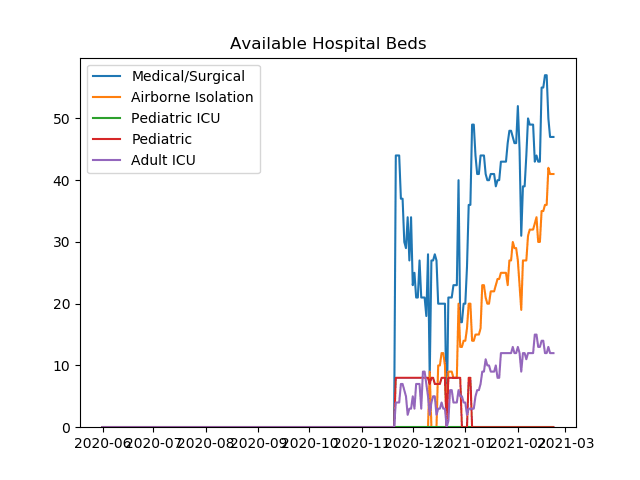 Available Hospital Beds
Medical/Surgical
Airborne Isolation
Pediatric ICU
Pediatric
Adult ICU
50
40
30
20
10
0
2020-06 2020-07 2020-08 2020-09 2020-10 2020-11 2020-12 2021-01 2021-02 2021-03